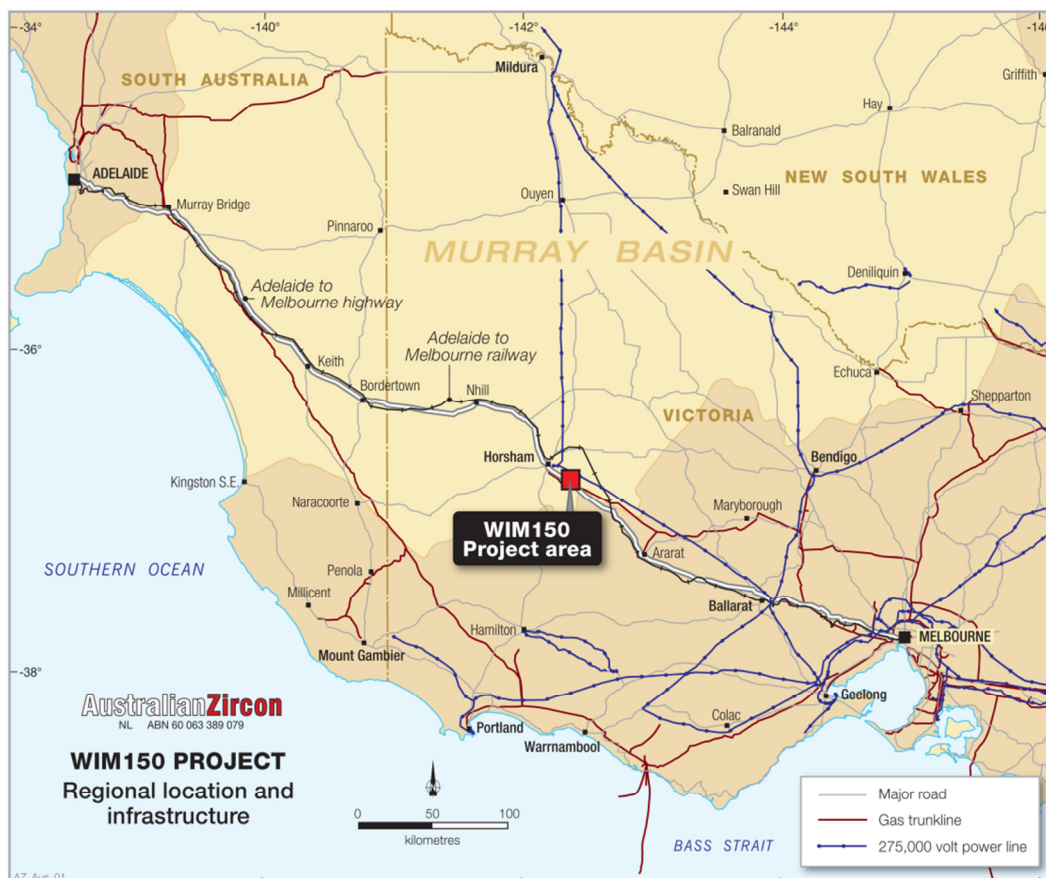 -34°
-140°
-142°
-144°
-146
SOUTH AUSTRALIA
Mildura
Griffith
Hay
Balranald
ADELAIDE
Murray Bridge
Ouyen
Swan Hill
NEW SOUTH WALES
Pinnaroo
MURRAY BASIN
Deniliquin
Adelaide to
Melbourne highway
Adelaide to
Melbourne railway
-36°
Keith
Bordertown
Nhill
Echuca
Shepparton
VICTORIA
Horsham
Bendigo
Kingston S.E.
Naracoorte
Maryborough
WIM150
Project area
Ararat
SOUTHERN OCEAN
Penola
Millicent
Ballarat
Hamilton
MELBOURNE
Mount Gambier
-38°
Geelong
AustralianZircon
NL ABN 60 063 389 079
Portland
Colac
Warrnambool
WIM150 PROJECT
Regional location and
infrastructure
0 50 100
kilometres
BASS STRAIT
Major road
Gas trunkline
275,000 volt power line
AZ Aug 01